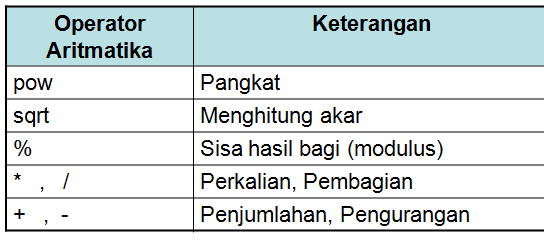 Operator Keterangan
Aritmatika
pow Pangkat
sqrt Menghitung akar
% Sisa hasil bagi (modulus)
* , / Perkalian, Pembagian
+ , - Penjumlahan, Pengurangan